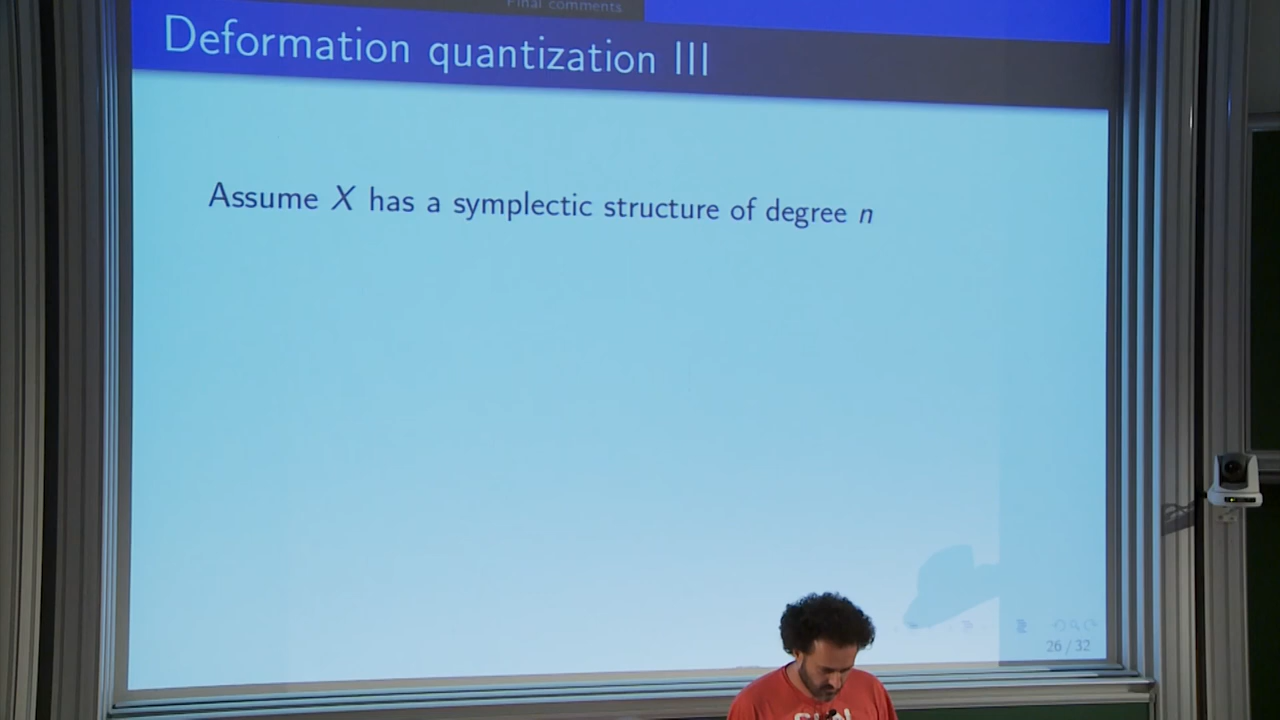 Final comments
Deformation quantization III
Assume X has a symplectic structure of degree n
26 / 32